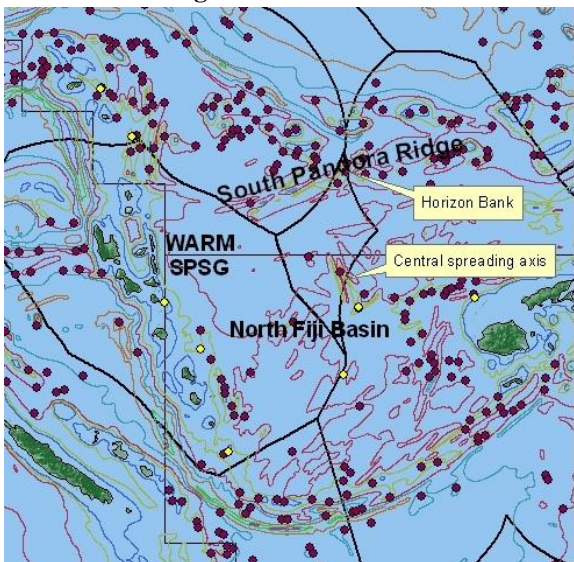 South Pandora Ridge
Horizon Bank
WARM
SPSG
Central spreading axis
North Fiji Basin